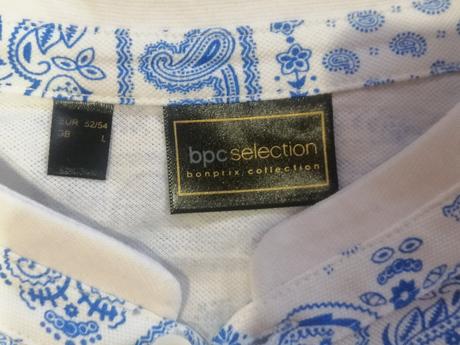 EUR 52/54
GB L
bpc selection
bonprix collection